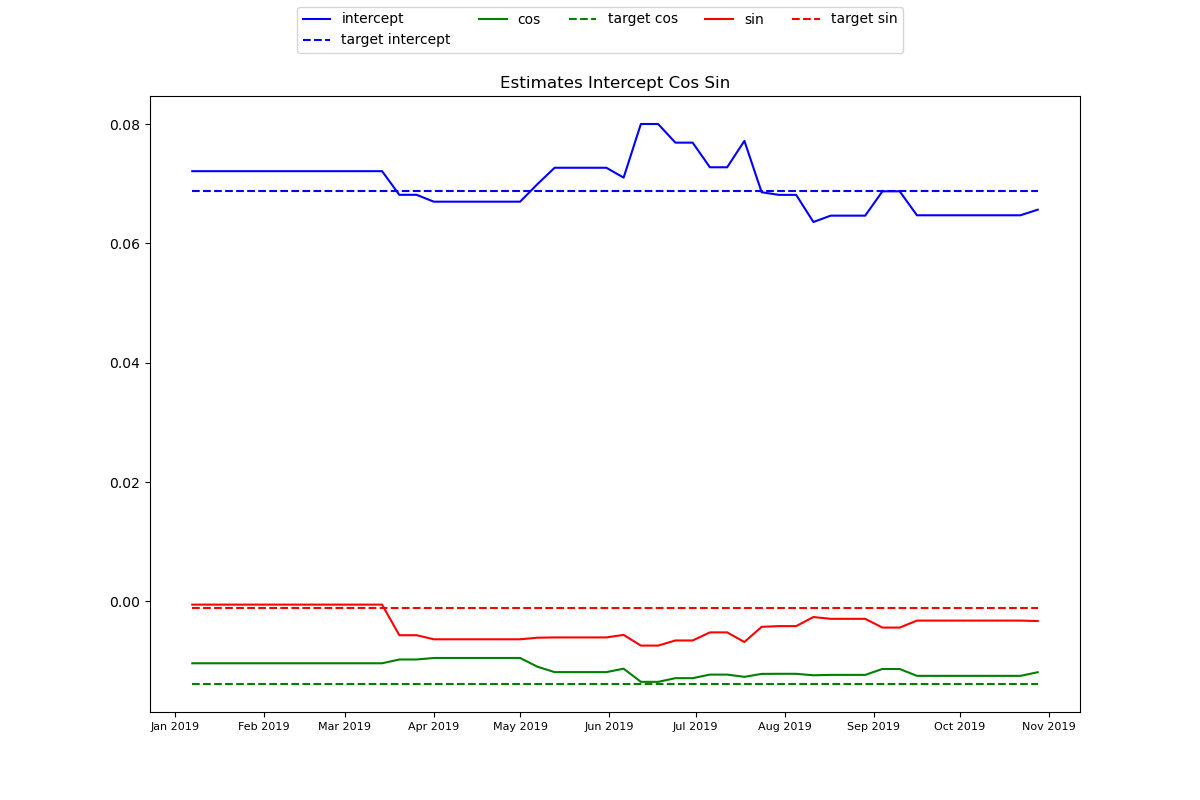 intercept cos target cos sin target sin
target intercept
Estimates Intercept Cos Sin
0.08
0.06
0.04
0.02
0.00
Jan 2019 Feb 2019 Mar 2019 Apr 2019 May 2019 Jun 2019 Jul 2019 Aug 2019 Sep 2019 Oct 2019 Nov 2019